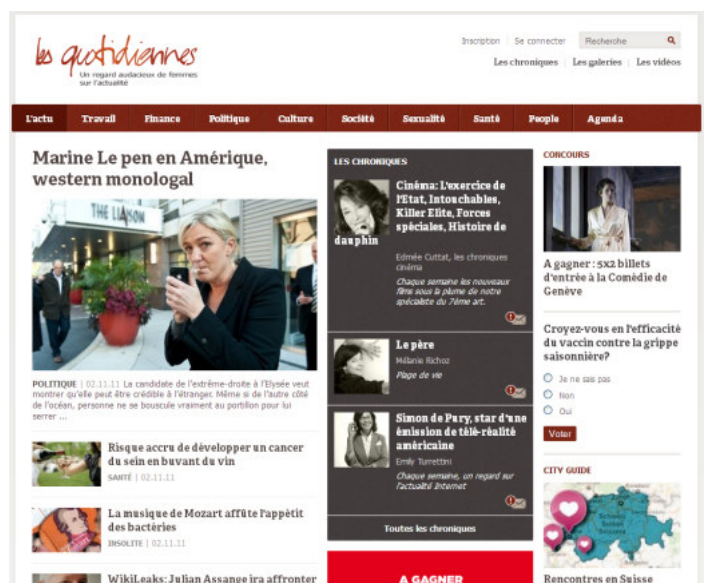 les quotidiennes
Un regard audacieux de femmes
sur l'actualité
Inscription
Se connecter
Recherche
Les chroniques
Les galeries
Les vidéos
L'actu
Travail
Finance
Politique
Culture
Société
Sexualité
Santé
People
Agenda
Marine Le pen en Amérique,
western monologal
THE LIAISON
POLITIQUE | 02.11.11 La candidate de l'extrême-droite à l'Elysée veut
montrer qu'elle peut être crédible à l'étranger. Même si de l'autre côté
de l'océan, personne ne se bouscule vraiment au portillon pour lui
serrer ...
Risque accru de développer un cancer
du sein en buvant du vin
SANTÉ | 02.11.11
La musique de Mozart affûte l'appétit
des bactéries
INSOLITE | 02.11.11
WikiLeaks: Julian Assange ira affronter
LES CHRONIQUES
Cinéma: L'exercice de
l'Etat, Intouchables,
Killer Elite, Forces
spéciales, Histoire de
dauphin
Edmée Cuttat, les chroniques
cinéma
Chaque semaine les nouveaux
films sous la plume de notre
spécialiste du 7ème art.
Le père
Mélanie Richoz
Plage de vie
Simon de Pury, star d'une
émission de télé-réalité
américaine
Emily Turrettini
Chaque semaine, un regard sur
l'actualité Internet
Toutes les chroniques
A GAGNER
CONCOURS
A gagner : 5x2 billets
d'entrée à la Comédie de
Genève
Croyez-vous en l'efficacité
du vaccin contre la grippe
saisonnière?
Je ne sais pas
Non
Oui
Voter
CITY GUIDE
Rencontres en Suisse